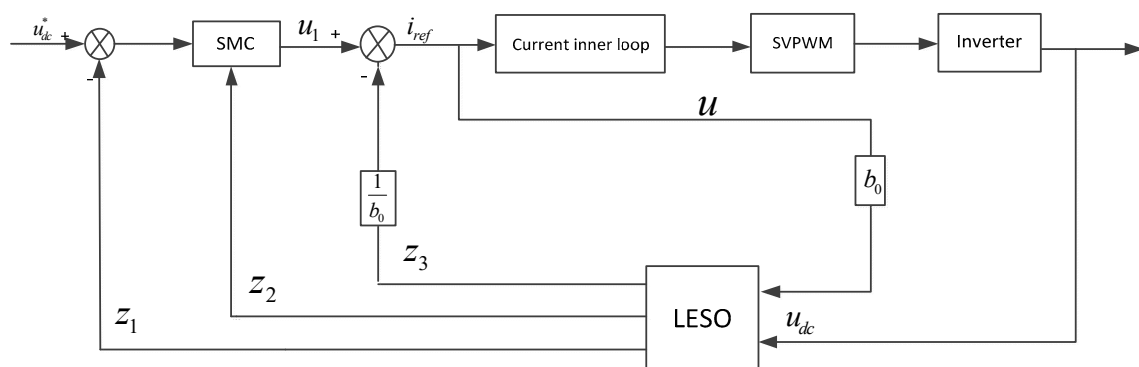 u*dc + SMC u1 + iref Current inner loop SVPWM Inverter
- -
u
1/b0 b0
z3
z2 LESO udc
z1